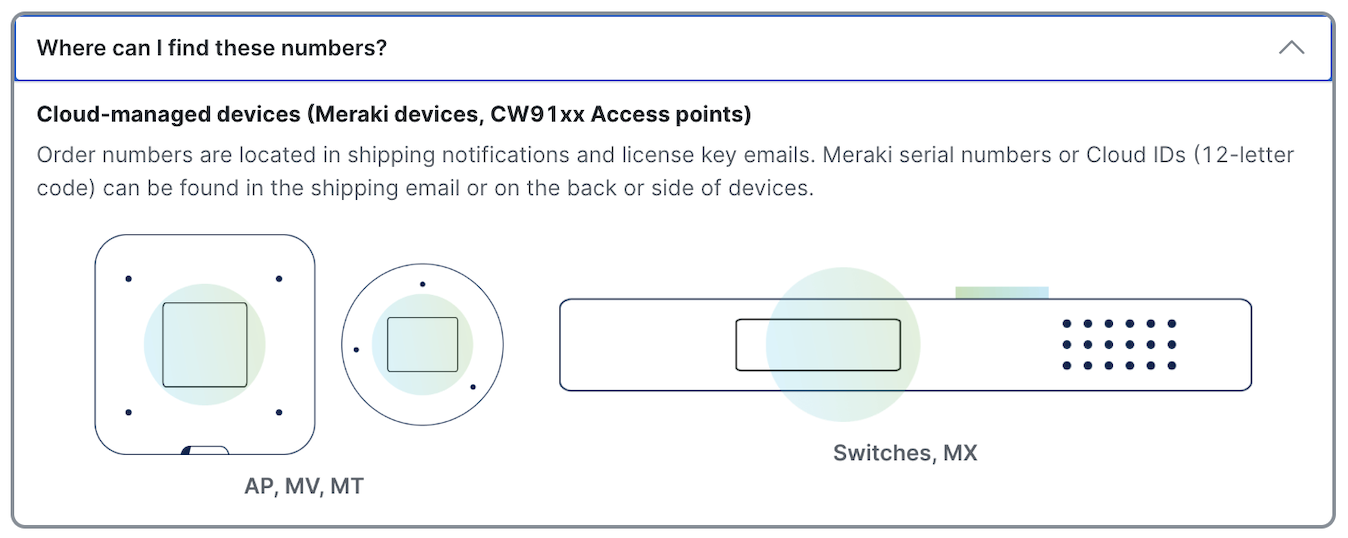 Where can I find these numbers?
Cloud-managed devices (Meraki devices, CW91xx Access points)
Order numbers are located in shipping notifications and license key emails. Meraki serial numbers or Cloud IDs (12-letter
code) can be found in the shipping email or on the back or side of devices.
AP, MV, MT
Switches, MX